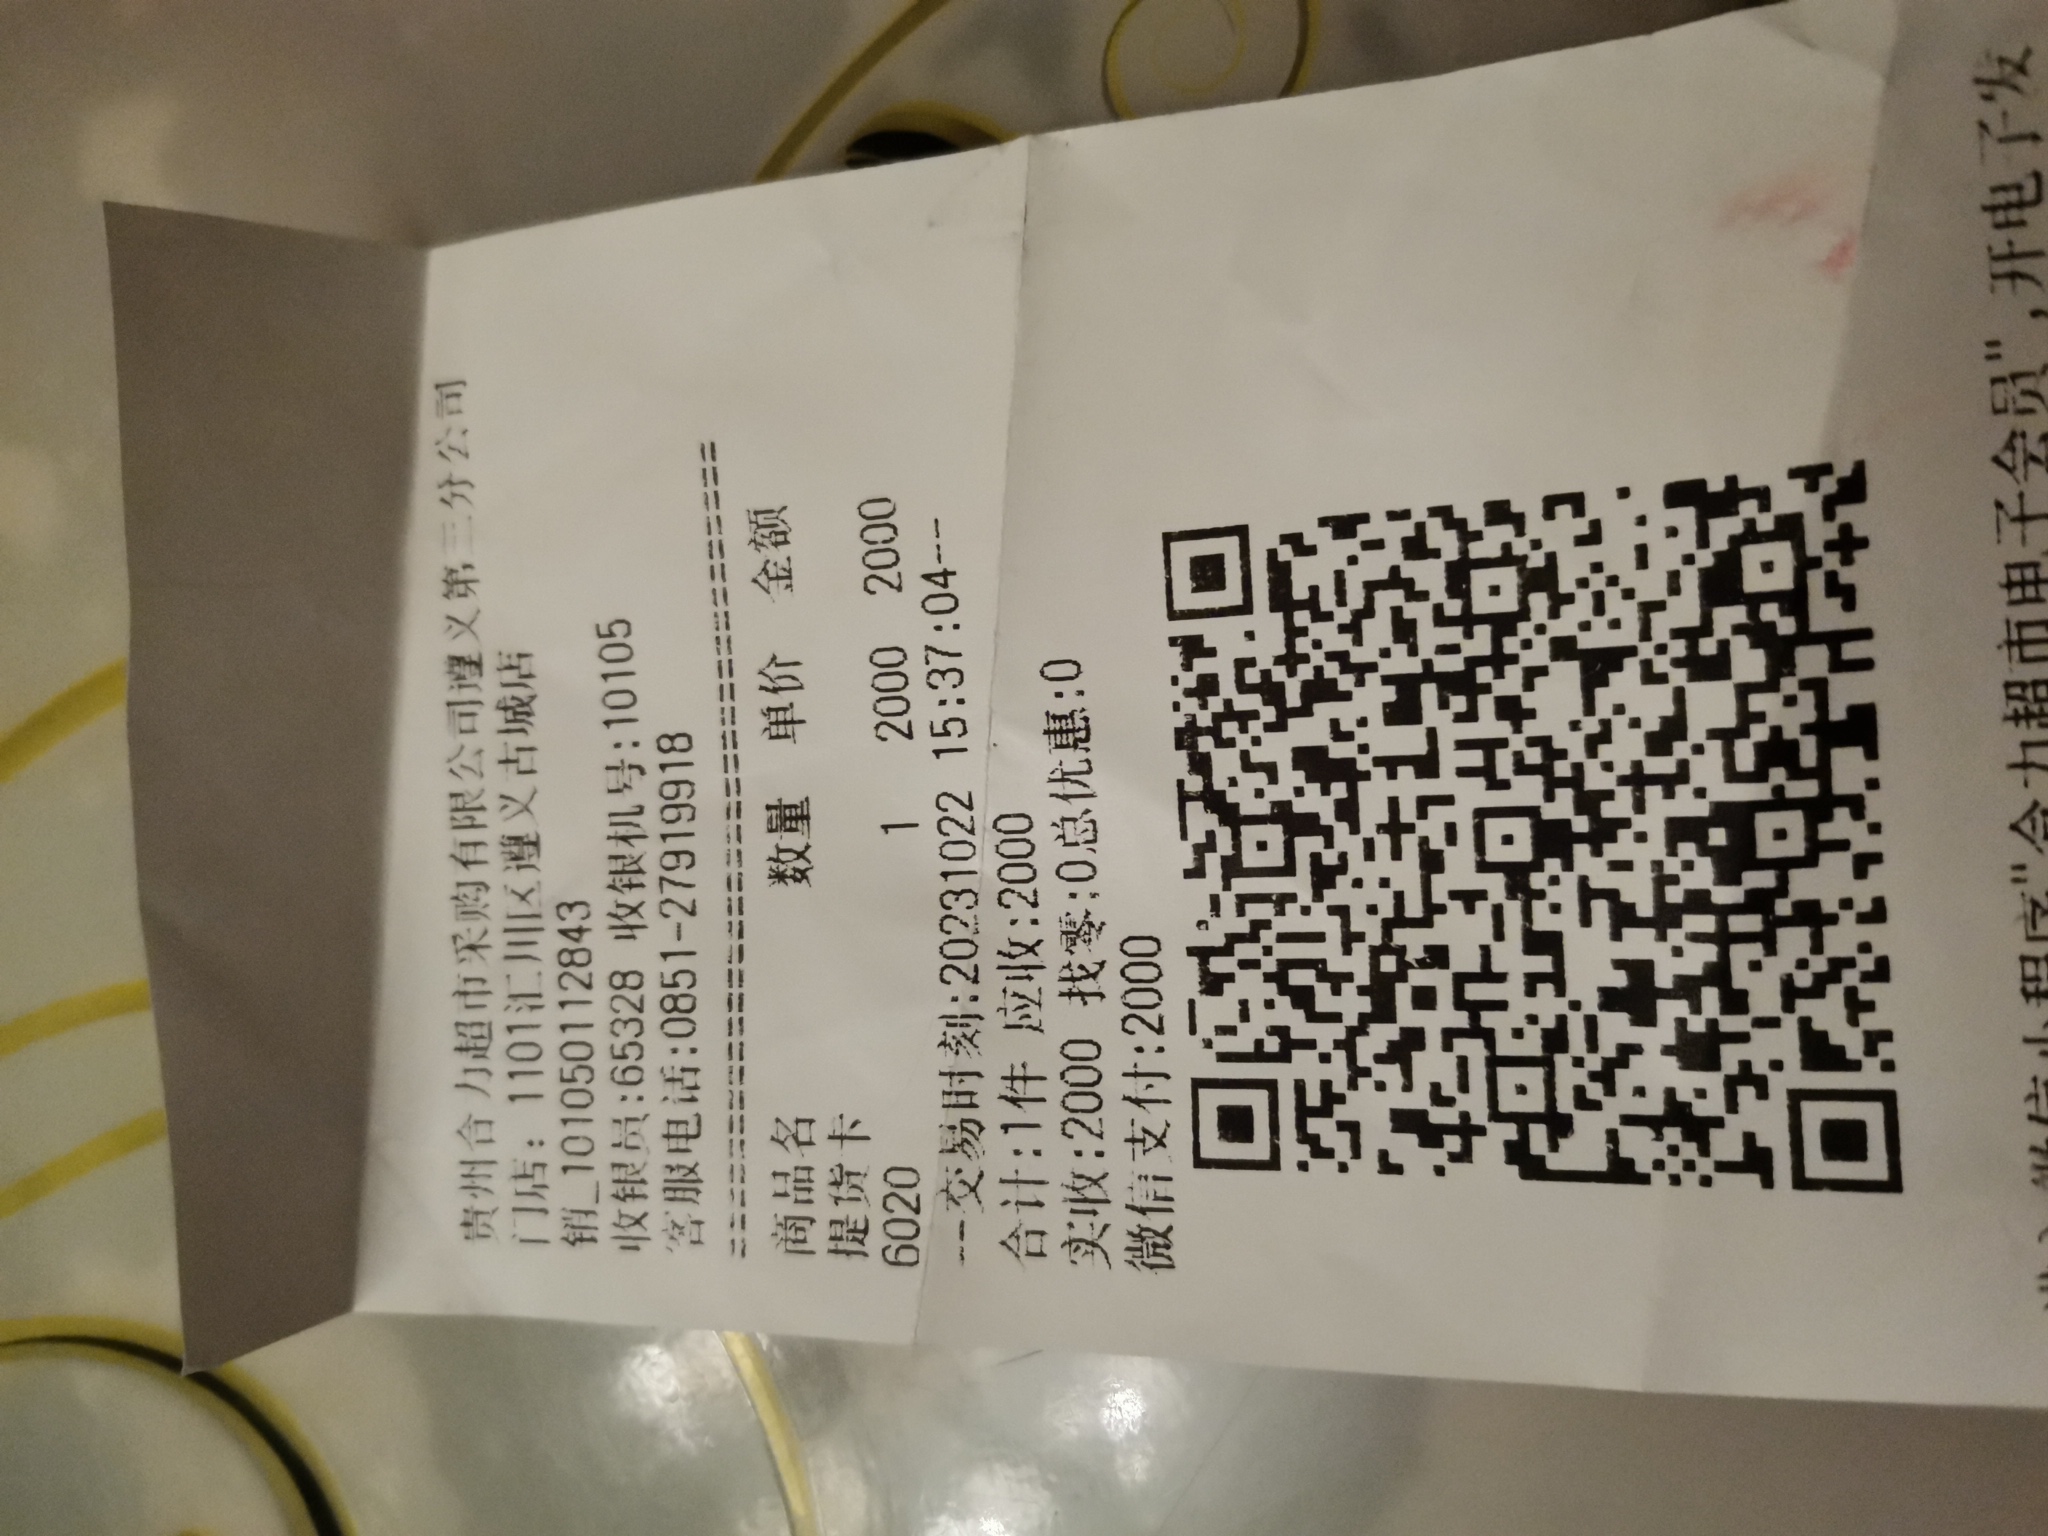 贵州合力超市采购有限公司遵义第三分公司
门店: 1101汇川区遵义古城店
销_101050112843
收银员:65328 收银机号:10105
客服电话:0851-27919918
商品名 数量 单价 金额
提货卡
6020 1 2000 2000
--交易时刻:20231022 15:37:04--
合计:1件 应收:2000
实收:2000 找零:0总优惠:0
微信支付:2000
微信小程序"合力超市电子会员",开电子发